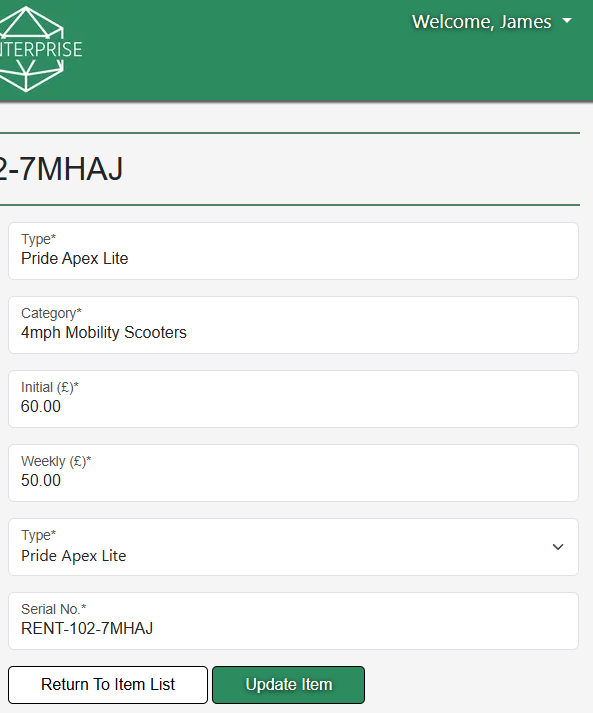 NTERPRISE
Welcome, James
2-7MHAJ
Type*
Pride Apex Lite
Category*
4mph Mobility Scooters
Initial (£)*
60.00
Weekly (£)*
50.00
Type*
Pride Apex Lite
Serial No.*
RENT-102-7MHAJ
Return To Item List
Update Item